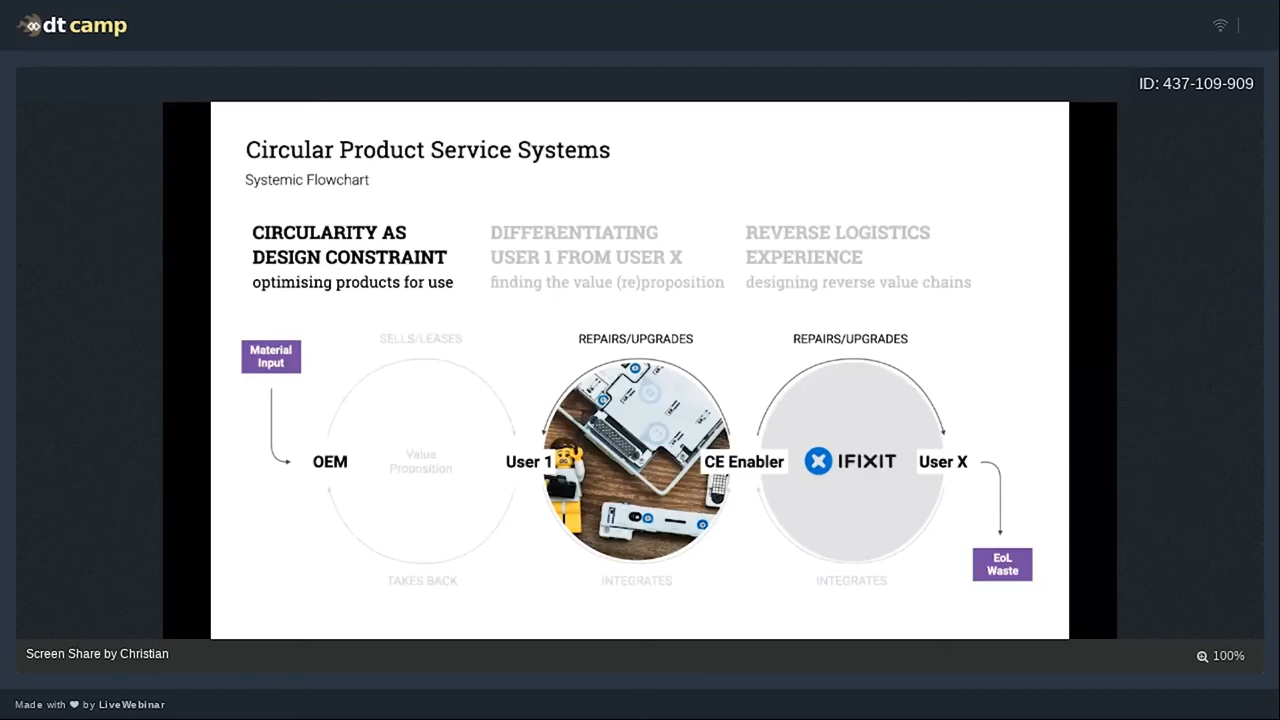 dt camp
ID: 437-109-909
Circular Product Service Systems
Systemic Flowchart
CIRCULARITY AS
DESIGN CONSTRAINT
optimising products for use
DIFFERENTIATING
USER 1 FROM USER X
finding the value (re)proposition
REVERSE LOGISTICS
EXPERIENCE
designing reverse value chains
Material
Input
SELLS/LEASES
REPAIRS/UPGRADES
REPAIRS/UPGRADES
OEM
Value
Proposition
User 1
CE Enabler
IFIXIT
User X
EoL
Waste
TAKES BACK
INTEGRATES
INTEGRATES
Screen Share by Christian
100%
Made with ❤ by LiveWebinar